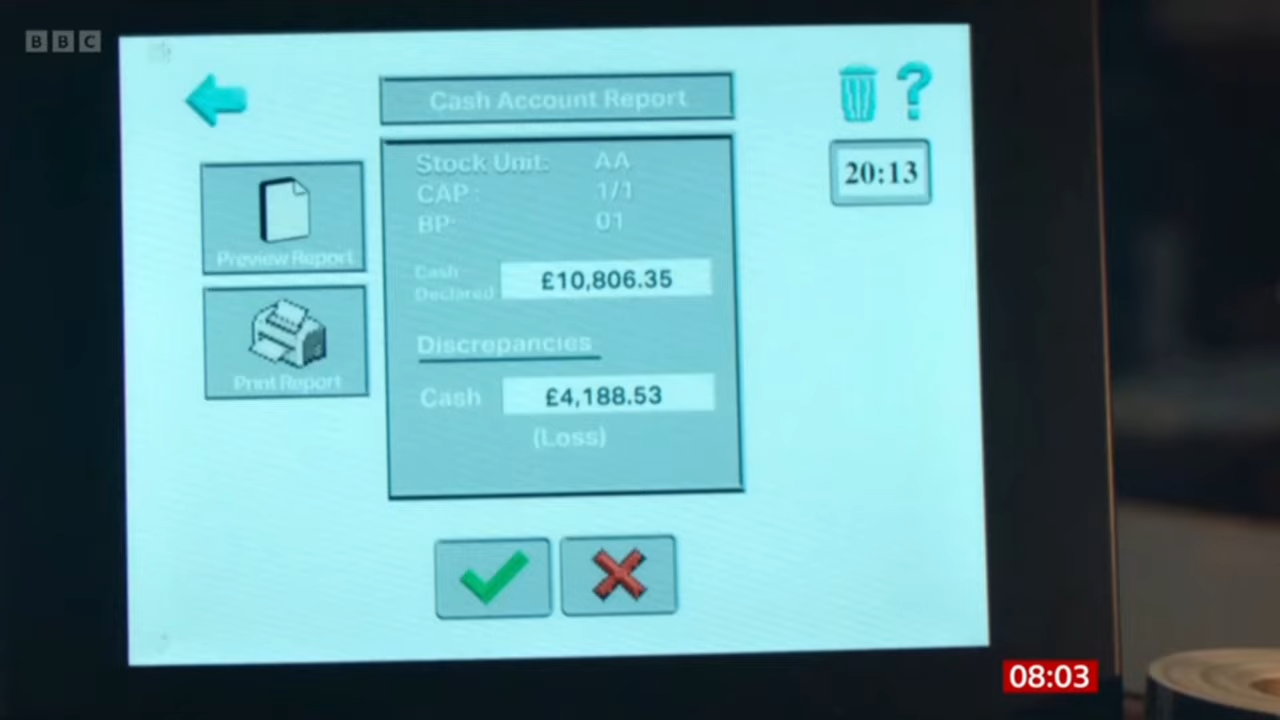 BBC
Cash Account Report
20:13
Stock Unit: AA
CAP: 1/1
BP: 01
Preview Report
Cash Declared £10,806.35
Discrepancies
Print Report
Cash £4,188.53
(Loss)
08:03